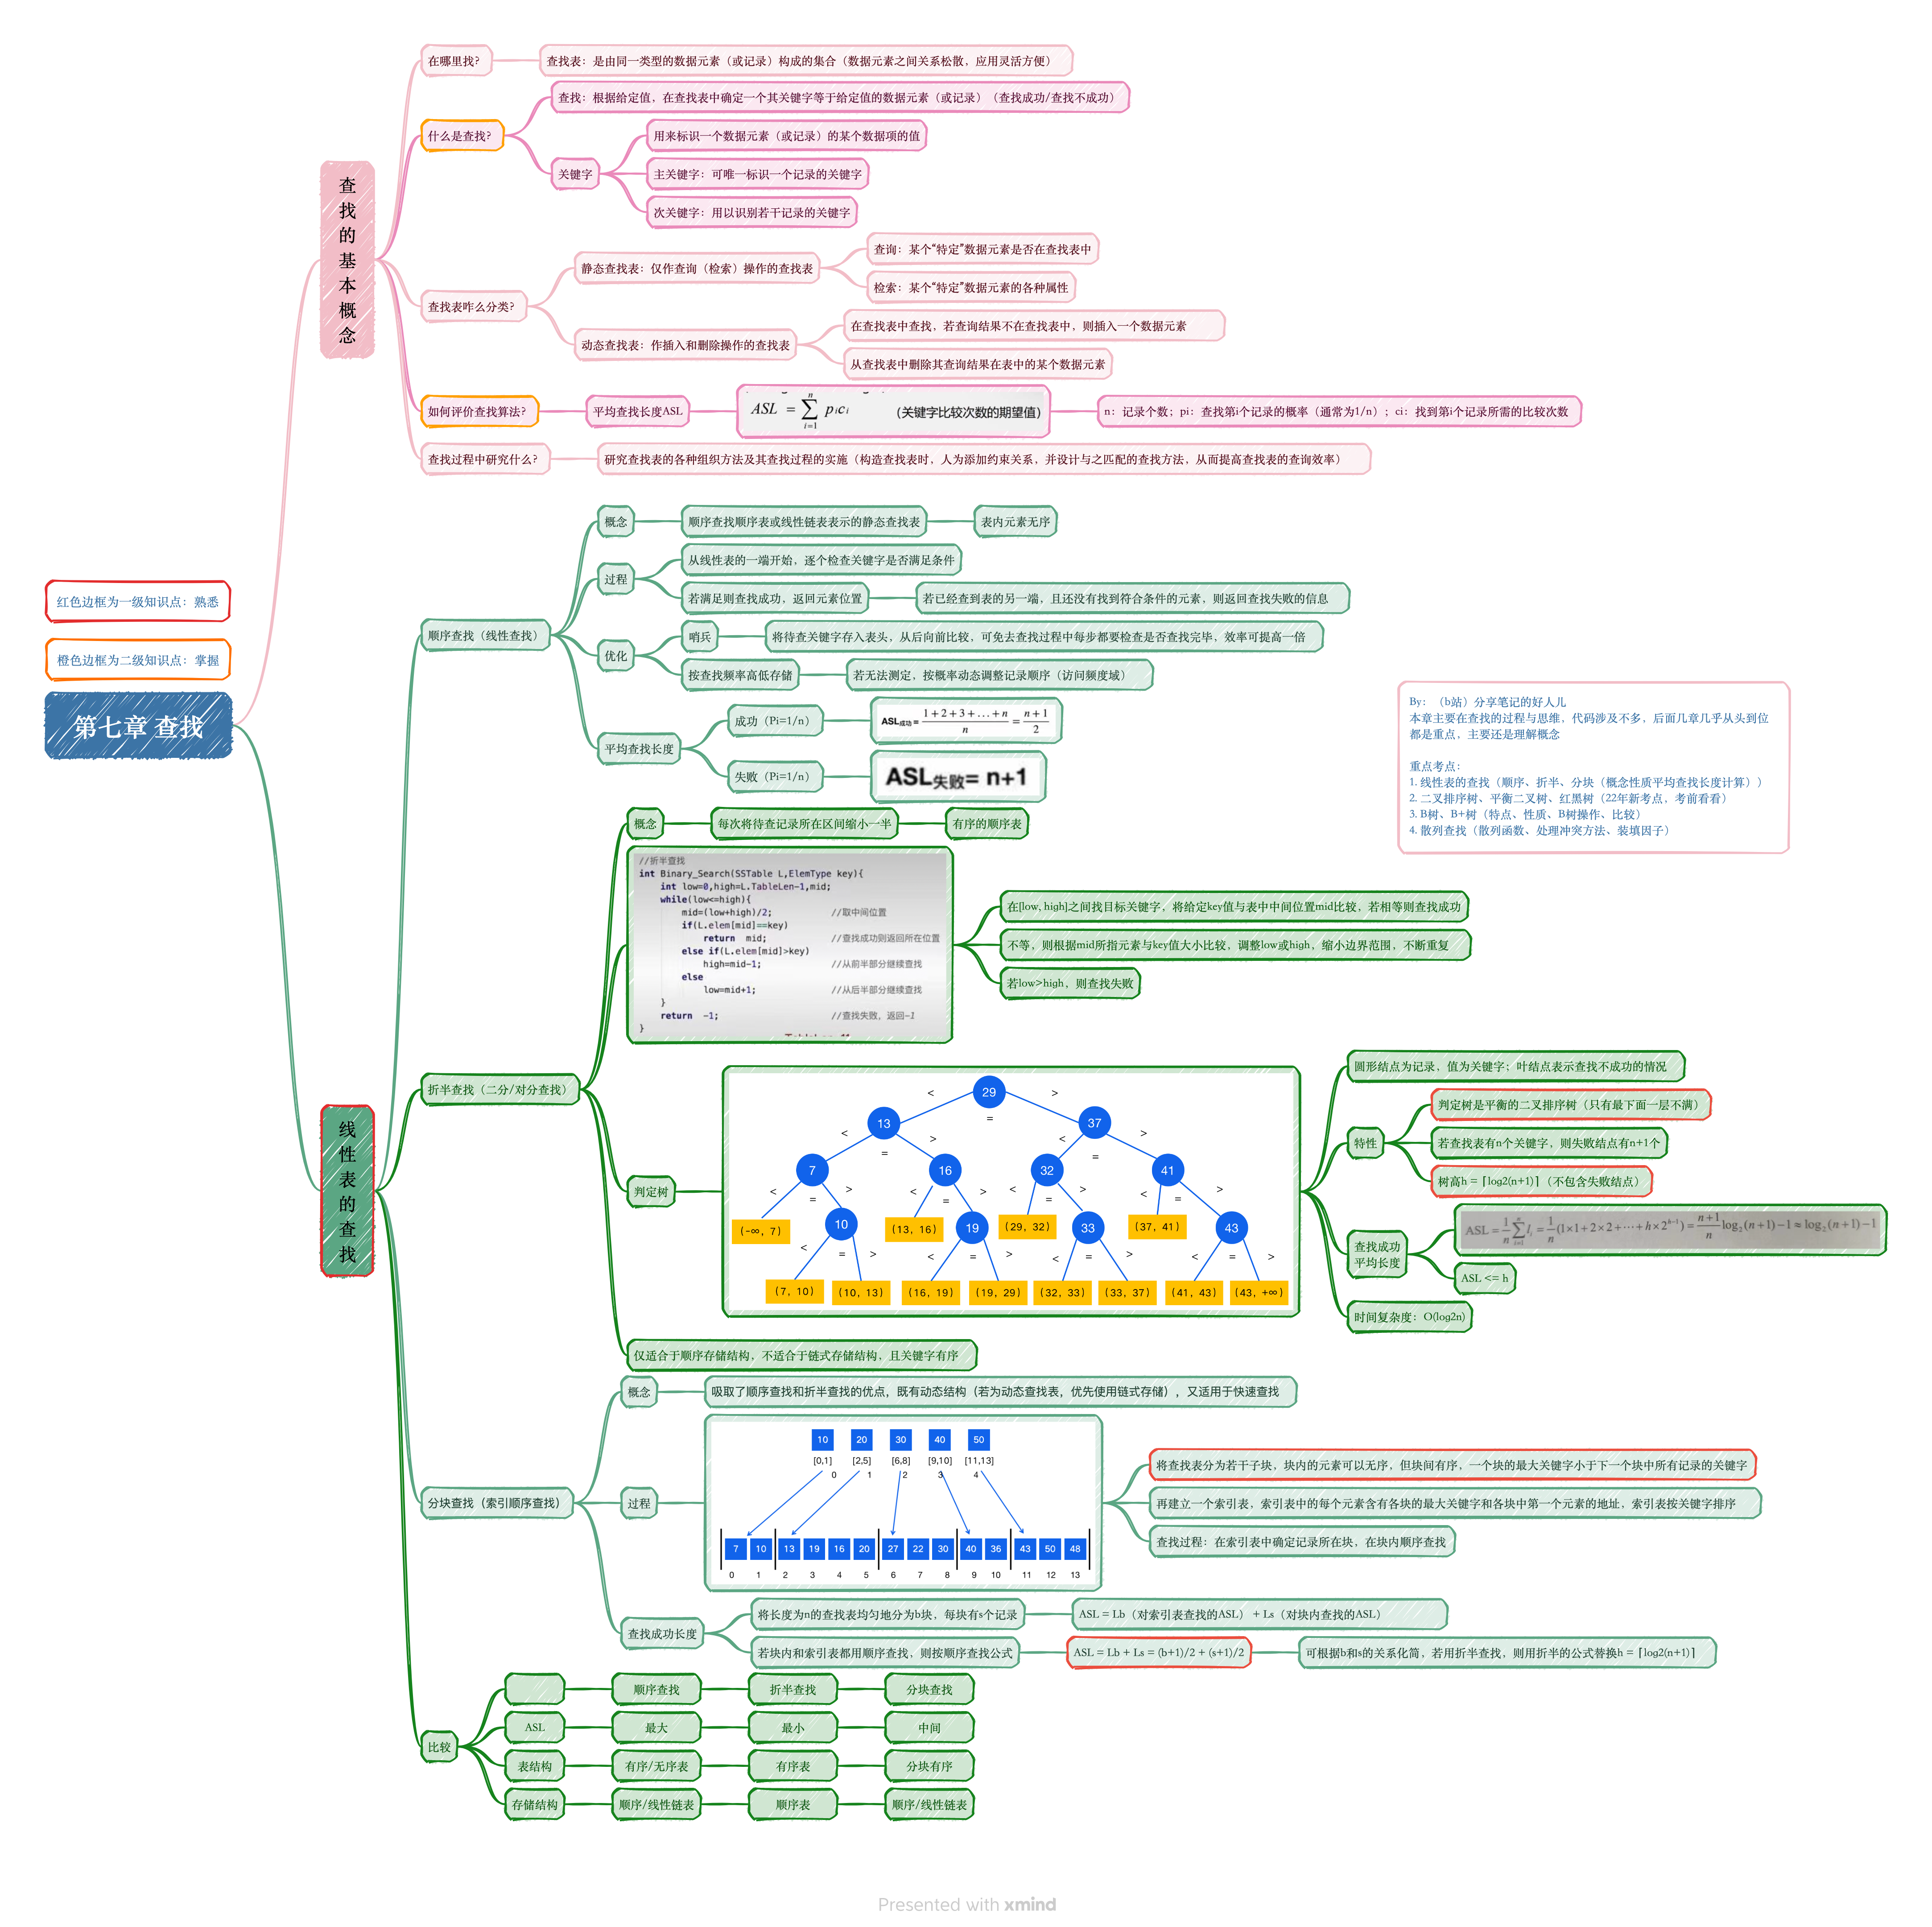 在哪里找?
查找表：是由同一类型的数据元素（或记录）构成的集合（数据元素之间关系松散，应用灵活方便）
查找：根据给定值，在查找表中确定一个其关键字等于给定值的数据元素（或记录）（查找成功/查找不成功）
什么是查找?
用来标识一个数据元素（或记录）的某个数据项的值
关键字
主关键字：可唯一标识一个记录的关键字
次关键字：用以识别若干记录的关键字
查找的基本概念
查询：某个“特定”数据元素是否在查找表中
静态查找表：仅作查询（检索）操作的查找表
检索：某个“特定”数据元素的各种属性
查找表咋么分类?
在查找表中查找，若查询结果不在查找表中，则插入一个数据元素
动态查找表：作插入和删除操作的查找表
从查找表中删除其查询结果在表中的某个数据元素
如何评价查找算法?
平均查找长度ASL
ASL = ∑ⁿᵢ₌₁ pᵢcᵢ （关键字比较次数的期望值）
n：记录个数；pi：查找第i个记录的概率（通常为1/n）；ci：找到第i个记录所需的比较次数
查找过程中研究什么?
研究查找表的各种组织方法及其查找过程的实施（构造查找表时，人为添加约束关系，并设计与之匹配的查找方法，从而提高查找表的查询效率）
红色边框为一级知识点：熟悉
橙色边框为二级知识点：掌握
第七章 查找
概念
顺序查找顺序表或线性链表表示的静态查找表
表内元素无序
从线性表的一端开始，逐个检查关键字是否满足条件
过程
若满足则查找成功，返回元素位置
若已经查到表的另一端，且还没有找到符合条件的元素，则返回查找失败的信息
顺序查找（线性查找）
哨兵
将待查关键字存入表头，从后向前比较，可免去查找过程中每步都要检查是否查找完毕，效率可提高一倍
优化
按查找频率高低存储
若无法测定，按概率动态调整记录顺序（访问频度域）
成功（Pi=1/n）
ASL成功 = (1+2+3+…+n)/n = (n+1)/2
平均查找长度
失败（Pi=1/n）
ASL失败= n+1
By：（b站）分享笔记的好人儿
本章主要在查找的过程与思维，代码涉及不多，后面几章几乎从头到位
都是重点，主要还是理解概念
重点考点：
1. 线性表的查找（顺序、折半、分块（概念性质平均查找长度计算））
2. 二叉排序树、平衡二叉树、红黑树（22年新考点，考前看看）
3. B树、B+树（特点、性质、B树操作、比较）
4. 散列查找（散列函数、处理冲突方法、装填因子）
概念
每次将待查记录所在区间缩小一半
有序的顺序表
//折半查找
int Binary_Search(SSTable L,ElemType key){
int low=0,high=L.TableLen-1,mid;
while(low<=high){
mid=(low+high)/2; //取中间位置
if(L.elem[mid]==key)
return mid; //查找成功则返回所在位置
else if(L.elem[mid]>key)
high=mid-1; //从前半部分继续查找
else
low=mid+1; //从后半部分继续查找
}
return -1; //查找失败，返回-1
}
在[low, high]之间找目标关键字，将给定key值与表中中间位置mid比较，若相等则查找成功
不等，则根据mid所指元素与key值大小比较，调整low或high，缩小边界范围，不断重复
若low>high，则查找失败
折半查找（二分/对分查找）
线性表的查找
判定树
< 29 >
=
13 37
< > < >
= =
7 16 32 41
< > < > < > < >
= = = =
(-∞, 7) 10 (13, 16) 19 (29, 32) 33 (37, 41) 43
< = > < = > < = > < = >
(7, 10) (10, 13) (16, 19) (19, 29) (32, 33) (33, 37) (41, 43) (43, +∞)
圆形结点为记录，值为关键字；叶结点表示查找不成功的情况
判定树是平衡的二叉排序树（只有最下面一层不满）
特性
若查找表有n个关键字，则失败结点有n+1个
树高h =⌈log2(n+1)⌉（不包含失败结点）
ASL = 1/n ∑ⁿᵢ₌₁ lᵢ = 1/n (1×1+2×2+⋯+h×2ʰ⁻¹) = (n+1)/n log₂(n+1)−1 ≈ log₂(n+1)−1
查找成功
平均长度
ASL <= h
时间复杂度：O(log2n)
仅适合于顺序存储结构，不适合于链式存储结构，且关键字有序
概念
吸取了顺序查找和折半查找的优点，既有动态结构（若为动态查找表，优先使用链式存储），又适用于快速查找
10 20 30 40 50
[0,1] [2,5] [6,8] [9,10] [11,13]
0 1 2 3 4
7 10 13 19 16 20 27 22 30 40 36 43 50 48
0 1 2 3 4 5 6 7 8 9 10 11 12 13
将查找表分为若干子块，块内的元素可以无序，但块间有序，一个块的最大关键字小于下一个块中所有记录的关键字
分块查找（索引顺序查找）
过程
再建立一个索引表，索引表中的每个元素含有各块的最大关键字和各块中第一个元素的地址，索引表按关键字排序
查找过程：在索引表中确定记录所在块，在块内顺序查找
将长度为n的查找表均匀地分为b块，每块有s个记录
ASL = Lb（对索引表查找的ASL） + Ls（对块内查找的ASL）
查找成功长度
若块内和索引表都用顺序查找，则按顺序查找公式
ASL = Lb + Ls = (b+1)/2 + (s+1)/2
可根据b和s的关系化简，若用折半查找，则用折半的公式替换h =⌈log2(n+1)⌉
顺序查找 折半查找 分块查找
ASL 最大 最小 中间
比较
表结构 有序/无序表 有序表 分块有序
存储结构 顺序/线性链表 顺序表 顺序/线性链表
Presented with xmind